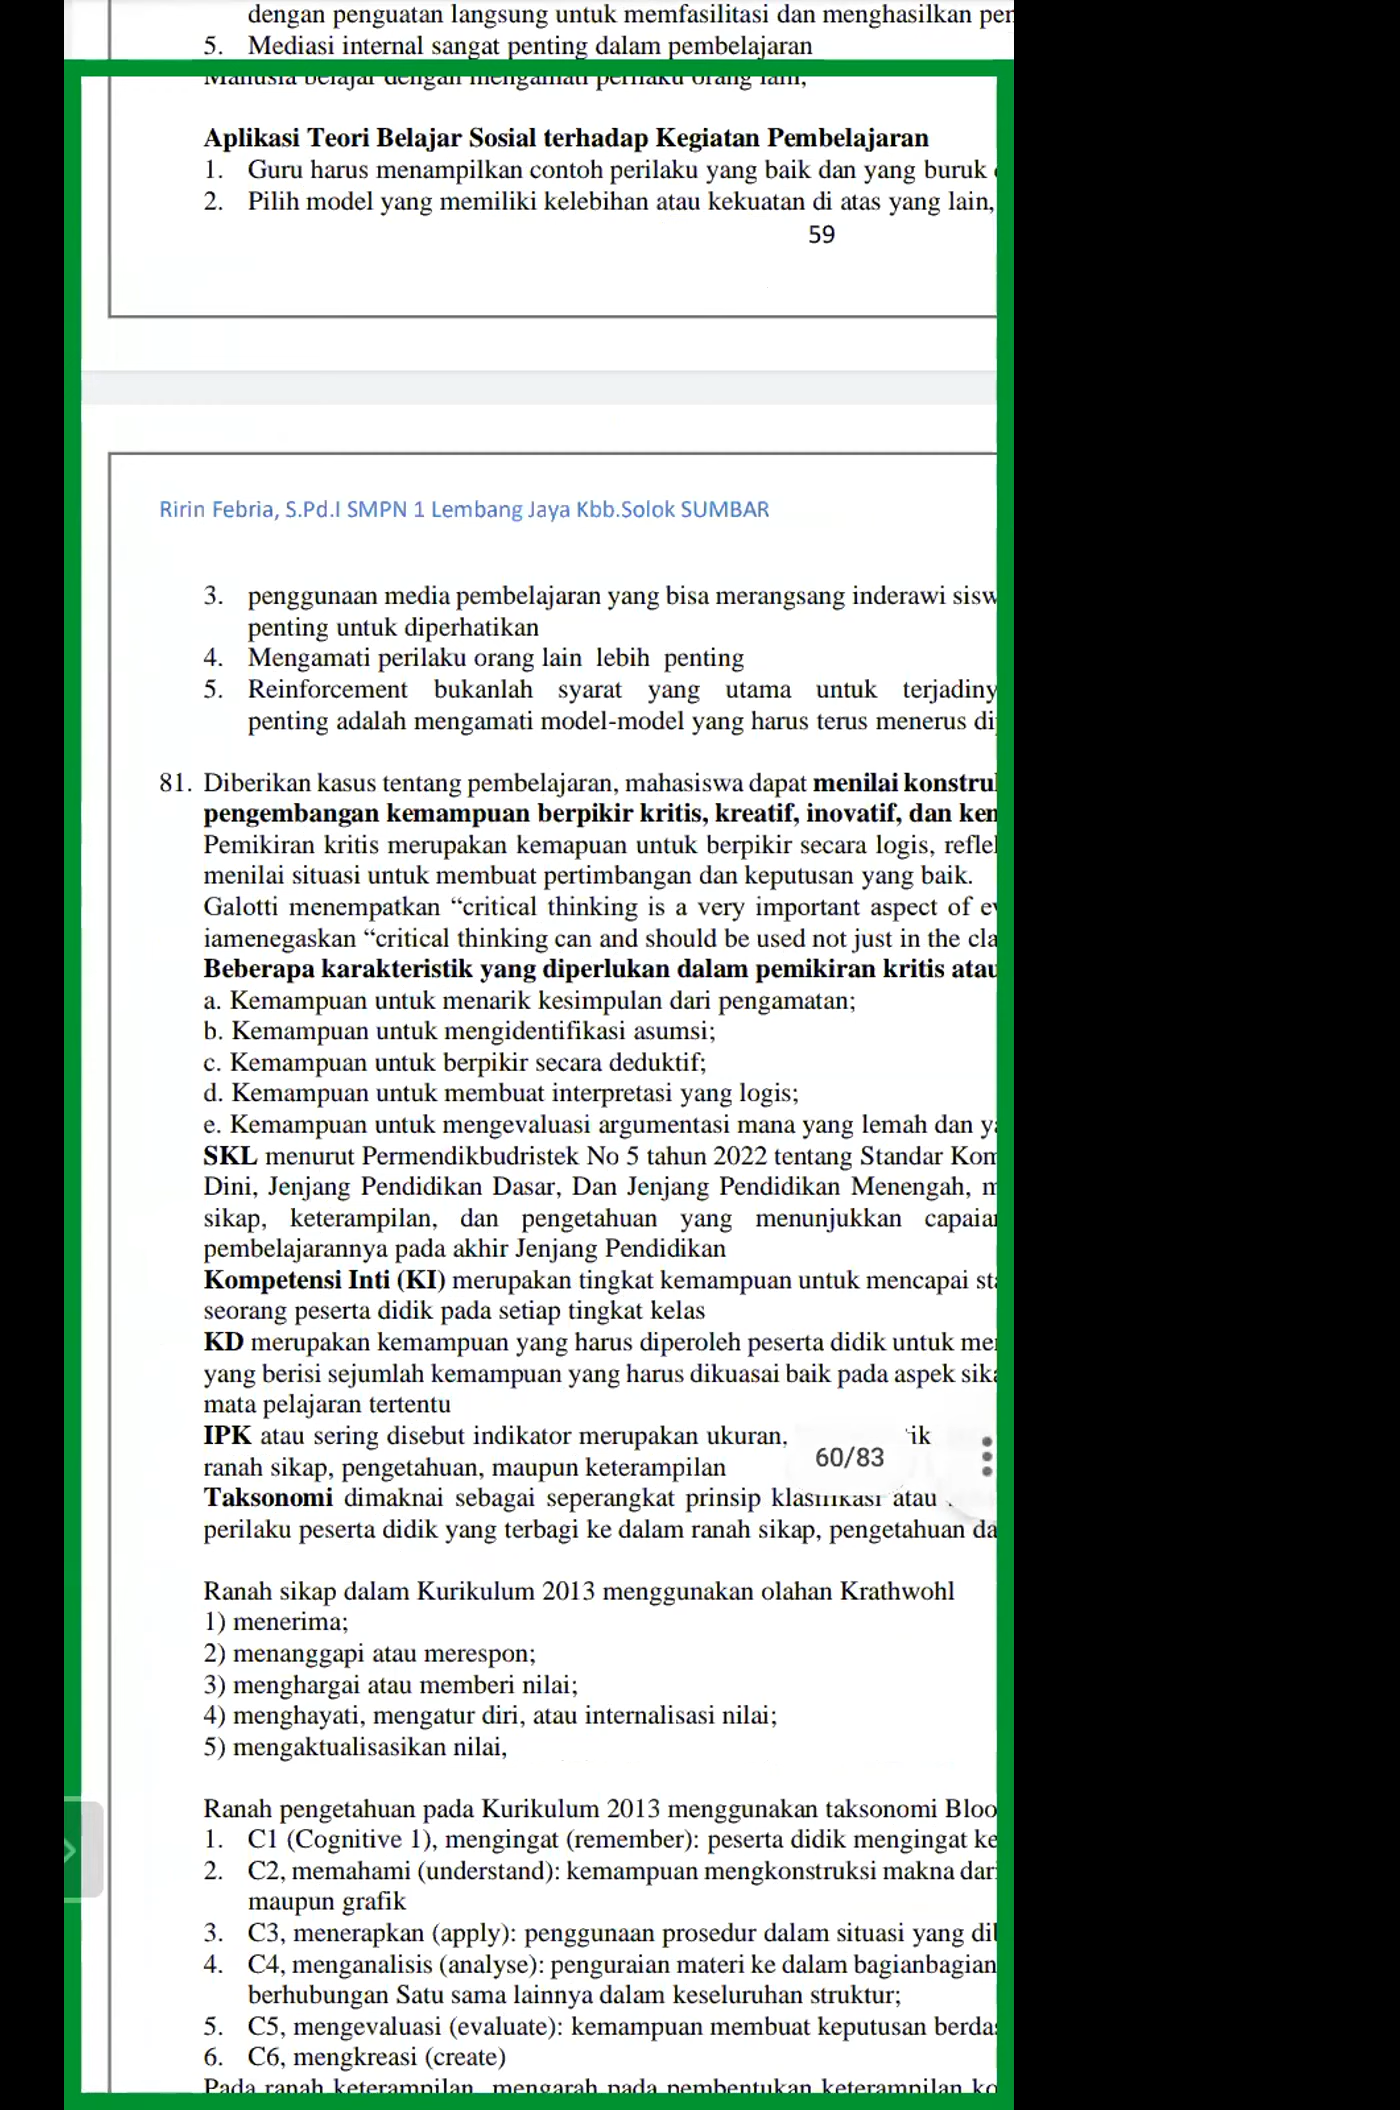 dengan penguatan langsung untuk memfasilitasi dan menghasilkan
5. Mediasi internal sangat penting dalam pembelajaran
Manusia belajar dengan mengamati perilaku orang lain,
Aplikasi Teori Belajar Sosial terhadap Kegiatan Pembelajaran
1. Guru harus menampilkan contoh perilaku yang baik dan yang buruk
2. Pilih model yang memiliki kelebihan atau kekuatan di atas yang lain,
59
Ririn Febria, S.Pd.I SMPN 1 Lembang Jaya Kbb.Solok SUMBAR
3. penggunaan media pembelajaran yang bisa merangsang inderawi
penting untuk diperhatikan
4. Mengamati perilaku orang lain lebih penting
5. Reinforcement bukanlah syarat yang utama untuk
penting adalah mengamati model-model yang harus terus menerus
81. Diberikan kasus tentang pembelajaran, mahasiswa dapat menilai
pengembangan kemampuan berpikir kritis, kreatif, inovatif, dan
Pemikiran kritis merupakan kemapuan untuk berpikir secara logis,
menilai situasi untuk membuat pertimbangan dan keputusan yang baik.
Galotti menempatkan “critical thinking is a very important aspect of
iamenegaskan “critical thinking can and should be used not just in the
Beberapa karakteristik yang diperlukan dalam pemikiran kritis atau
a. Kemampuan untuk menarik kesimpulan dari pengamatan;
b. Kemampuan untuk mengidentifikasi asumsi;
c. Kemampuan untuk berpikir secara deduktif;
d. Kemampuan untuk membuat interpretasi yang logis;
e. Kemampuan untuk mengevaluasi argumentasi mana yang lemah dan
SKL menurut Permendikbudristek No 5 tahun 2022 tentang Standar
Dini, Jenjang Pendidikan Dasar, Dan Jenjang Pendidikan Menengah,
sikap, keterampilan, dan pengetahuan yang menunjukkan
pembelajarannya pada akhir Jenjang Pendidikan
Kompetensi Inti (KI) merupakan tingkat kemampuan untuk mencapai
seorang peserta didik pada setiap tingkat kelas
KD merupakan kemampuan yang harus diperoleh peserta didik untuk
yang berisi sejumlah kemampuan yang harus dikuasai baik pada aspek
mata pelajaran tertentu
IPK atau sering disebut indikator merupakan ukuran,
60/83
ranah sikap, pengetahuan, maupun keterampilan
Taksonomi dimaknai sebagai seperangkat prinsip klasifikasi atau
perilaku peserta didik yang terbagi ke dalam ranah sikap, pengetahuan
Ranah sikap dalam Kurikulum 2013 menggunakan olahan Krathwohl
1) menerima;
2) menanggapi atau merespon;
3) menghargai atau memberi nilai;
4) menghayati, mengatur diri, atau internalisasi nilai;
5) mengaktualisasikan nilai,
Ranah pengetahuan pada Kurikulum 2013 menggunakan taksonomi
1. C1 (Cognitive 1), mengingat (remember): peserta didik mengingat
2. C2, memahami (understand): kemampuan mengkonstruksi makna
maupun grafik
3. C3, menerapkan (apply): penggunaan prosedur dalam situasi yang
4. C4, menganalisis (analyse): penguraian materi ke dalam bagianbagian
berhubungan Satu sama lainnya dalam keseluruhan struktur;
5. C5, mengevaluasi (evaluate): kemampuan membuat keputusan
6. C6, mengkreasi (create)
Pada ranah keterampilan mengarah pada pembentukan keterampilan